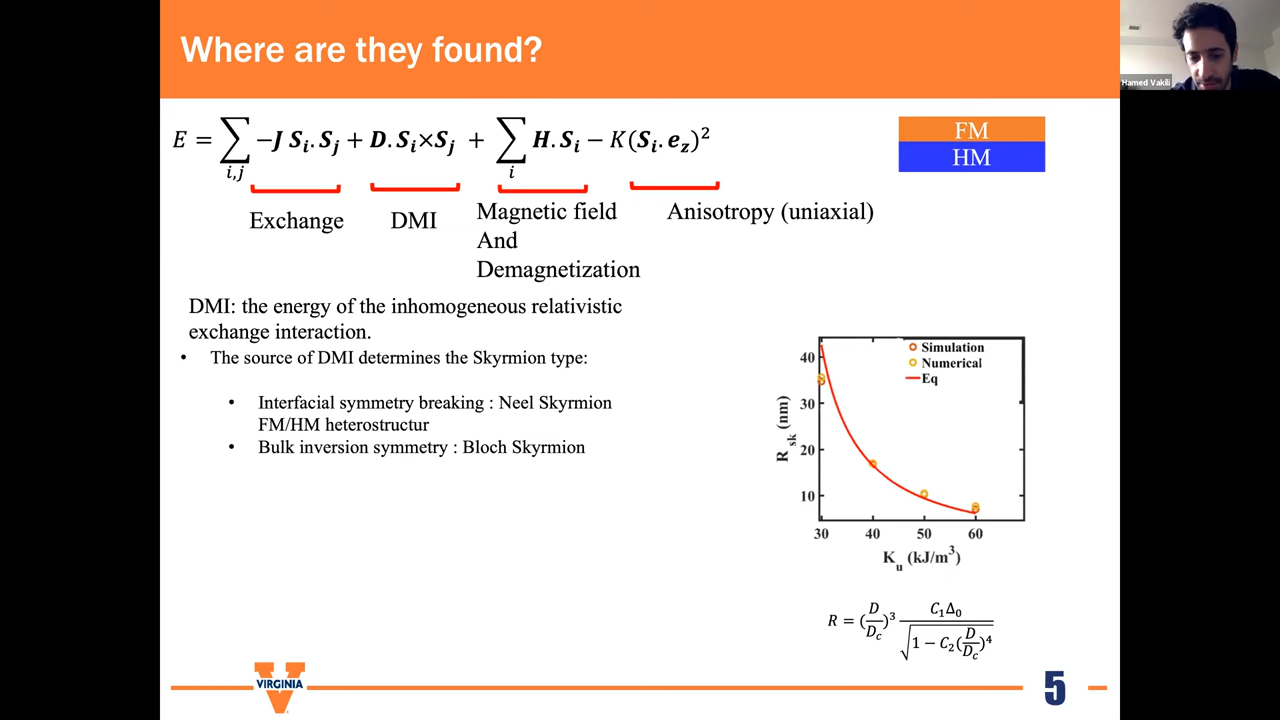 Where are they found?
Hamed Vakili
E = ∑ −J Sᵢ. Sⱼ + D. Sᵢ×Sⱼ + ∑ H. Sᵢ − K(Sᵢ. e_z)²
i,j i
FM
HM
Exchange
DMI
Magnetic field
And
Demagnetization
Anisotropy (uniaxial)
DMI: the energy of the inhomogeneous relativistic
exchange interaction.
• The source of DMI determines the Skyrmion type:
• Interfacial symmetry breaking : Neel Skyrmion
FM/HM heterostructur
• Bulk inversion symmetry : Bloch Skyrmion
Simulation
Numerical
Eq
40
30
20
10
R_sk (nm)
30 40 50 60
K_u (kJ/m³)
R = (D/D_c)³ C₁Δ₀ / √(1 − C₂(D/D_c)⁴)
VIRGINIA
5